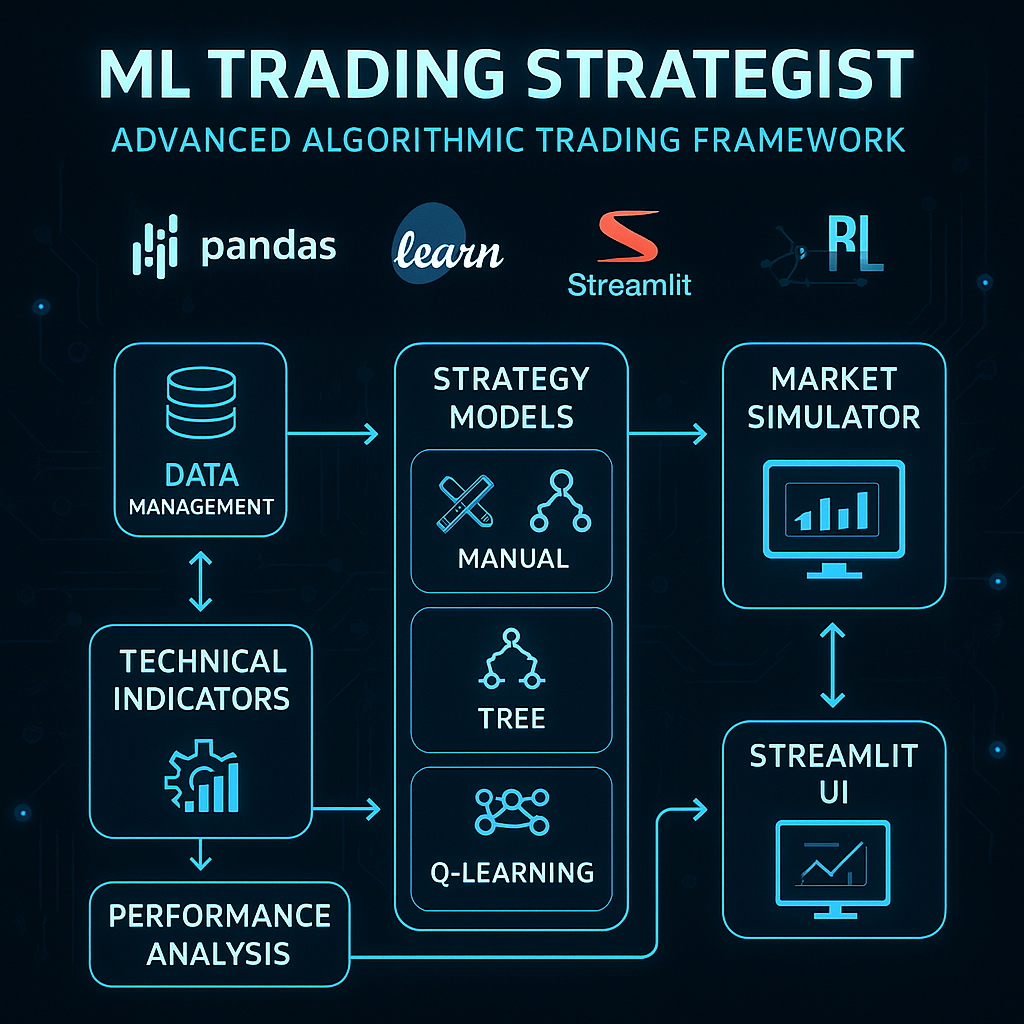 ML TRADING STRATEGIST
ADVANCED ALGORITHMIC TRADING FRAMEWORK
pandas
learn
Streamlit
RL
DATA
MANAGEMENT
STRATEGY
MODELS
MANUAL
TREE
Q-LEARNING
MARKET
SIMULATOR
TECHNICAL
INDICATORS
STREAMLIT
UI
PERFORMANCE
ANALYSIS